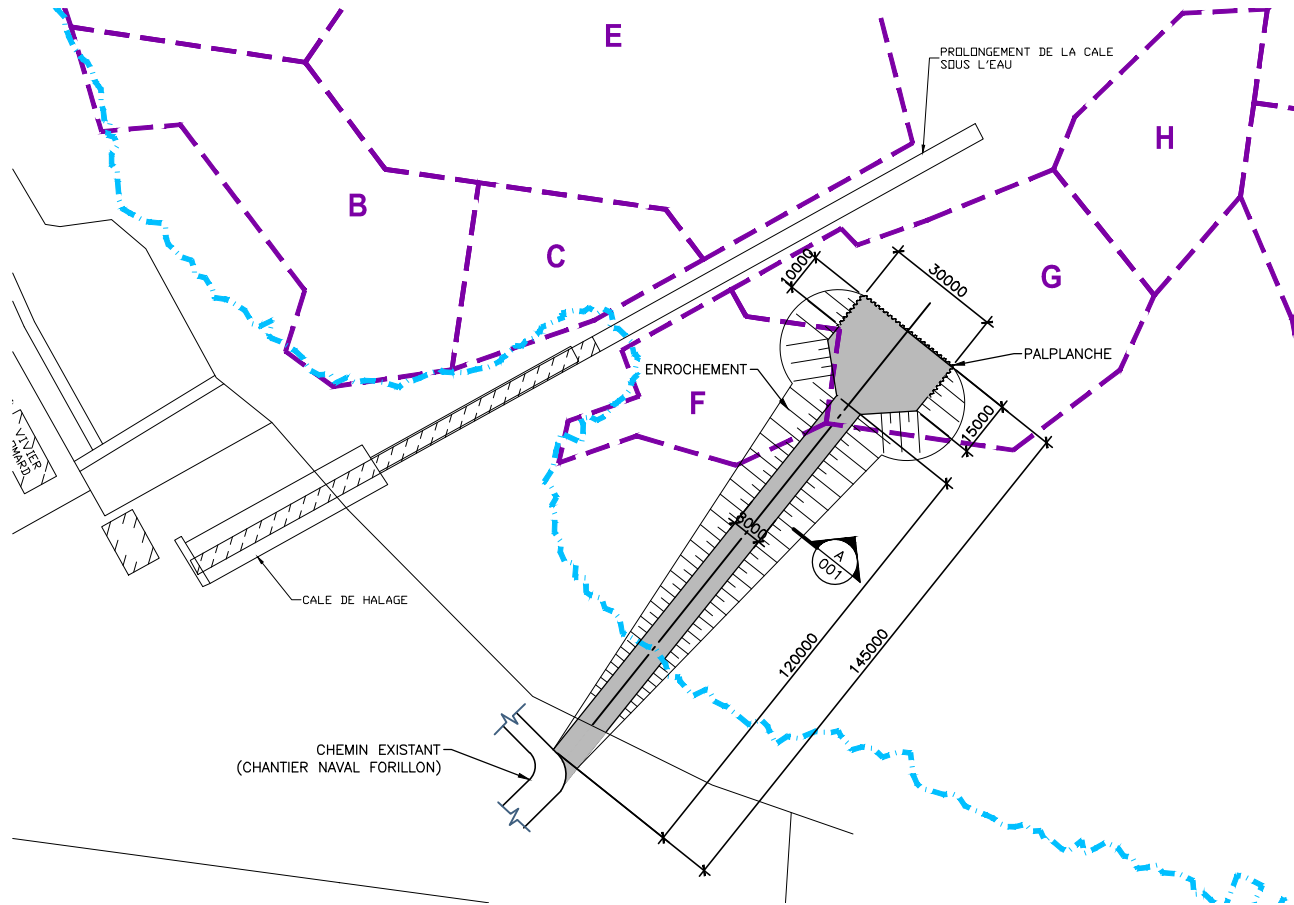 E
PROLONGEMENT DE LA CALE
SOUS L'EAU
H
B
C
10000
30000
G
PALPLANCHE
ENROCHEMENT
F
15000
VIVIER
8000
A
001
CALE DE HALAGE
120000
145000
CHEMIN EXISTANT
(CHANTIER NAVAL FORILLON)